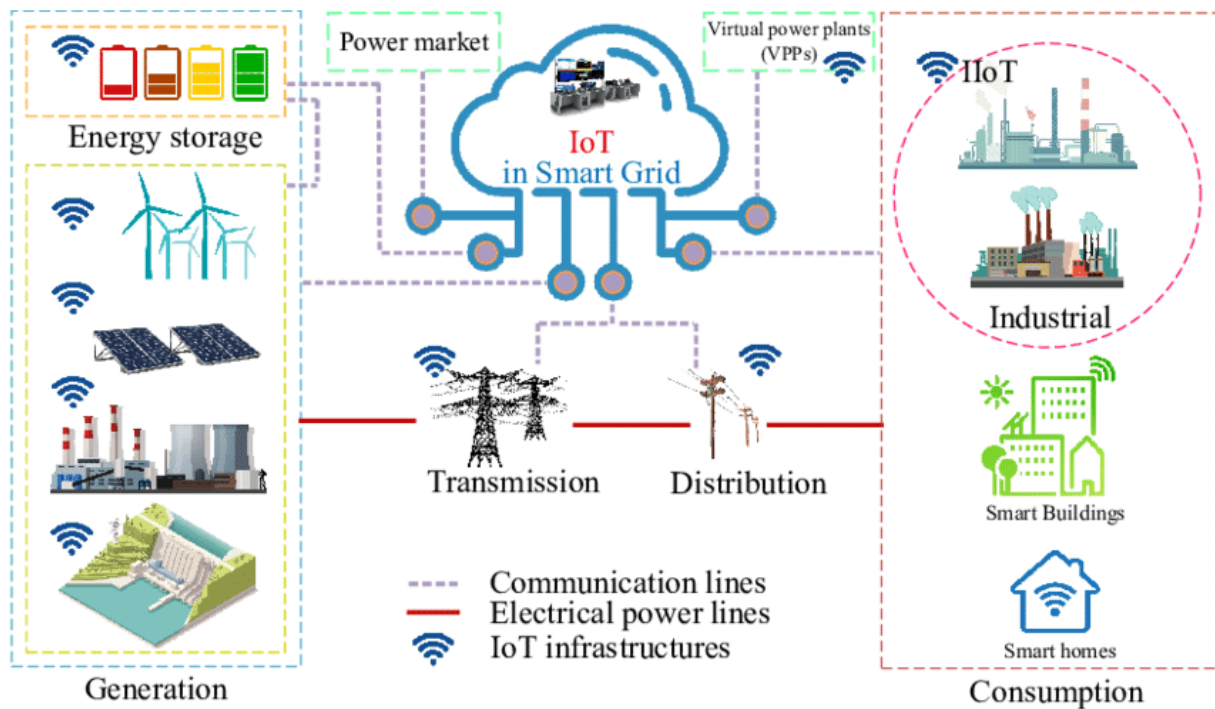 Power market
Virtual power plants
(VPPs)
IIoT
Energy storage
IoT
in Smart Grid
Industrial
Transmission
Distribution
Smart Buildings
Communication lines
Electrical power lines
IoT infrastructures
Smart homes
Generation
Consumption